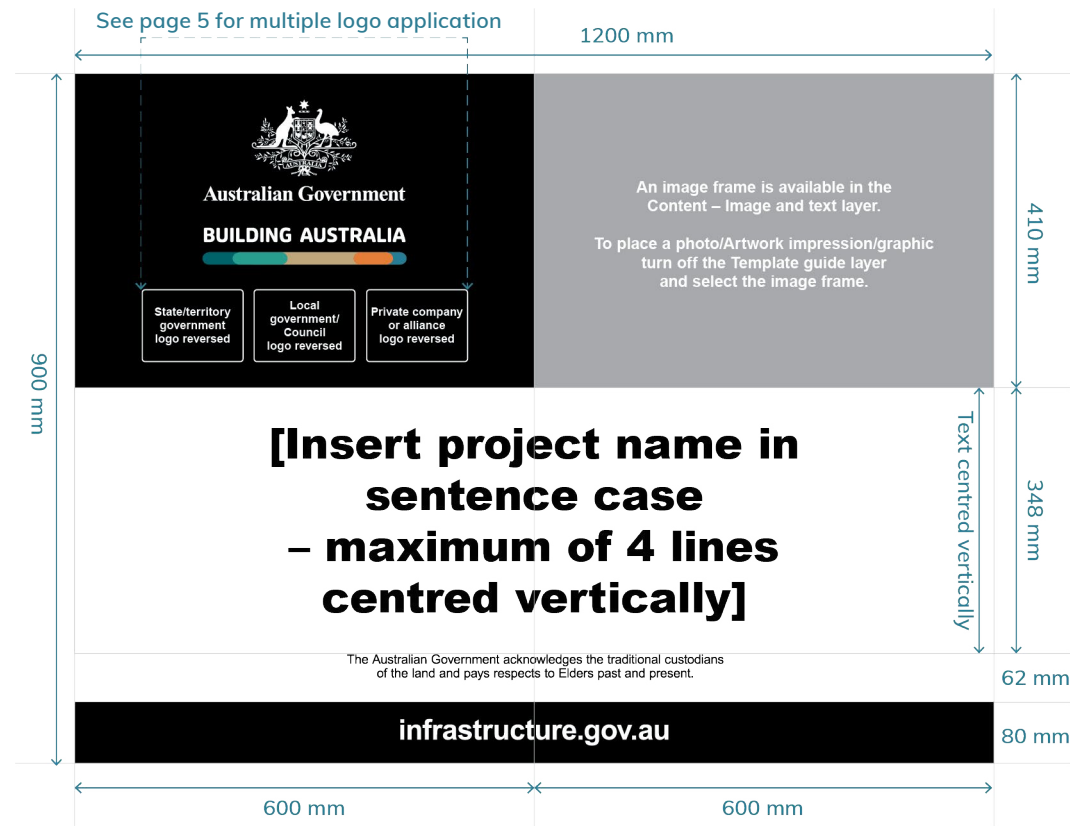 See page 5 for multiple logo application
1200 mm
AUSTRALIA
Australian Government
BUILDING AUSTRALIA
State/territory
government
logo reversed
Local
government/
Council
logo reversed
Private company
or alliance
logo reversed
An image frame is available in the
Content – Image and text layer.
To place a photo/Artwork impression/graphic
turn off the Template guide layer
and select the image frame.
410 mm
900 mm
[Insert project name in
sentence case
– maximum of 4 lines
centred vertically]
Text centred vertically
348 mm
The Australian Government acknowledges the traditional custodians
of the land and pays respects to Elders past and present.
62 mm
infrastructure.gov.au
80 mm
600 mm
600 mm